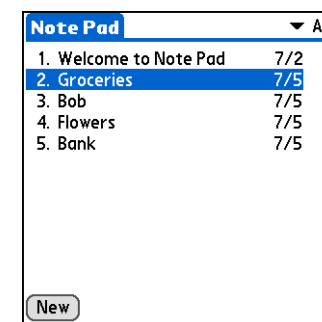 Note Pad A
1. Welcome to Note Pad 7/2
2. Groceries 7/5
3. Bob 7/5
4. Flowers 7/5
5. Bank 7/5
New